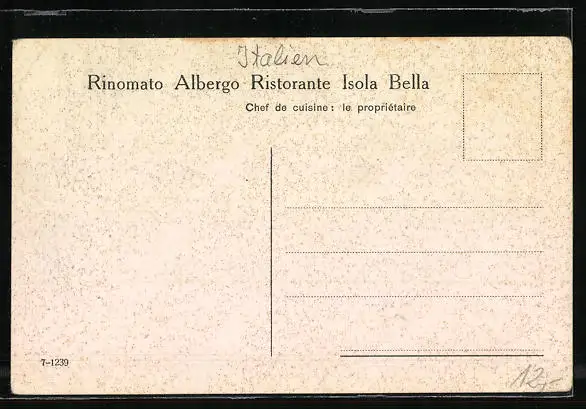 Italien
Rinomato Albergo Ristorante Isola Bella
Chef de cuisine: le propriétaire
7-1239
12,-